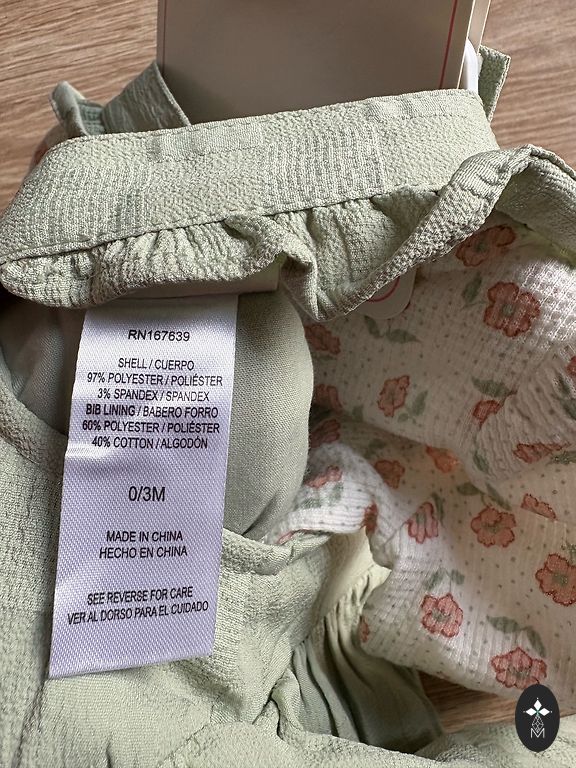 RN167639
SHELL / CUERPO
97% POLYESTER / POLIÉSTER
3% SPANDEX / SPANDEX
BIB LINING / BABERO FORRO
60% POLYESTER / POLIÉSTER
40% COTTON / ALGODÓN
0/3M
MADE IN CHINA
HECHO EN CHINA
SEE REVERSE FOR CARE
VER AL DORSO PARA EL CUIDADO
M